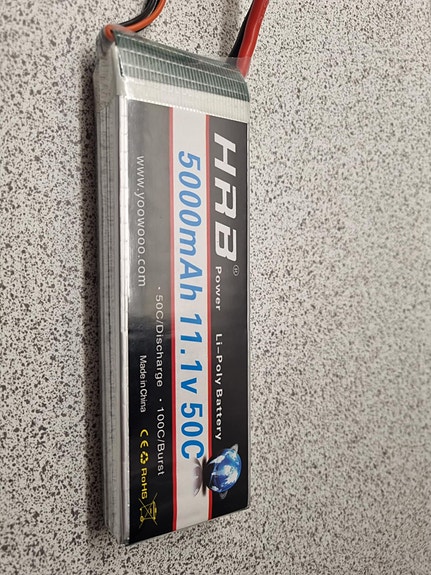 HRB®
Power Li-Poly Battery
5000mAh 11.1v 50C
· 50C/Discharge · 100C/Burst
www.yoowooo.com
Made in China
CE RoHS